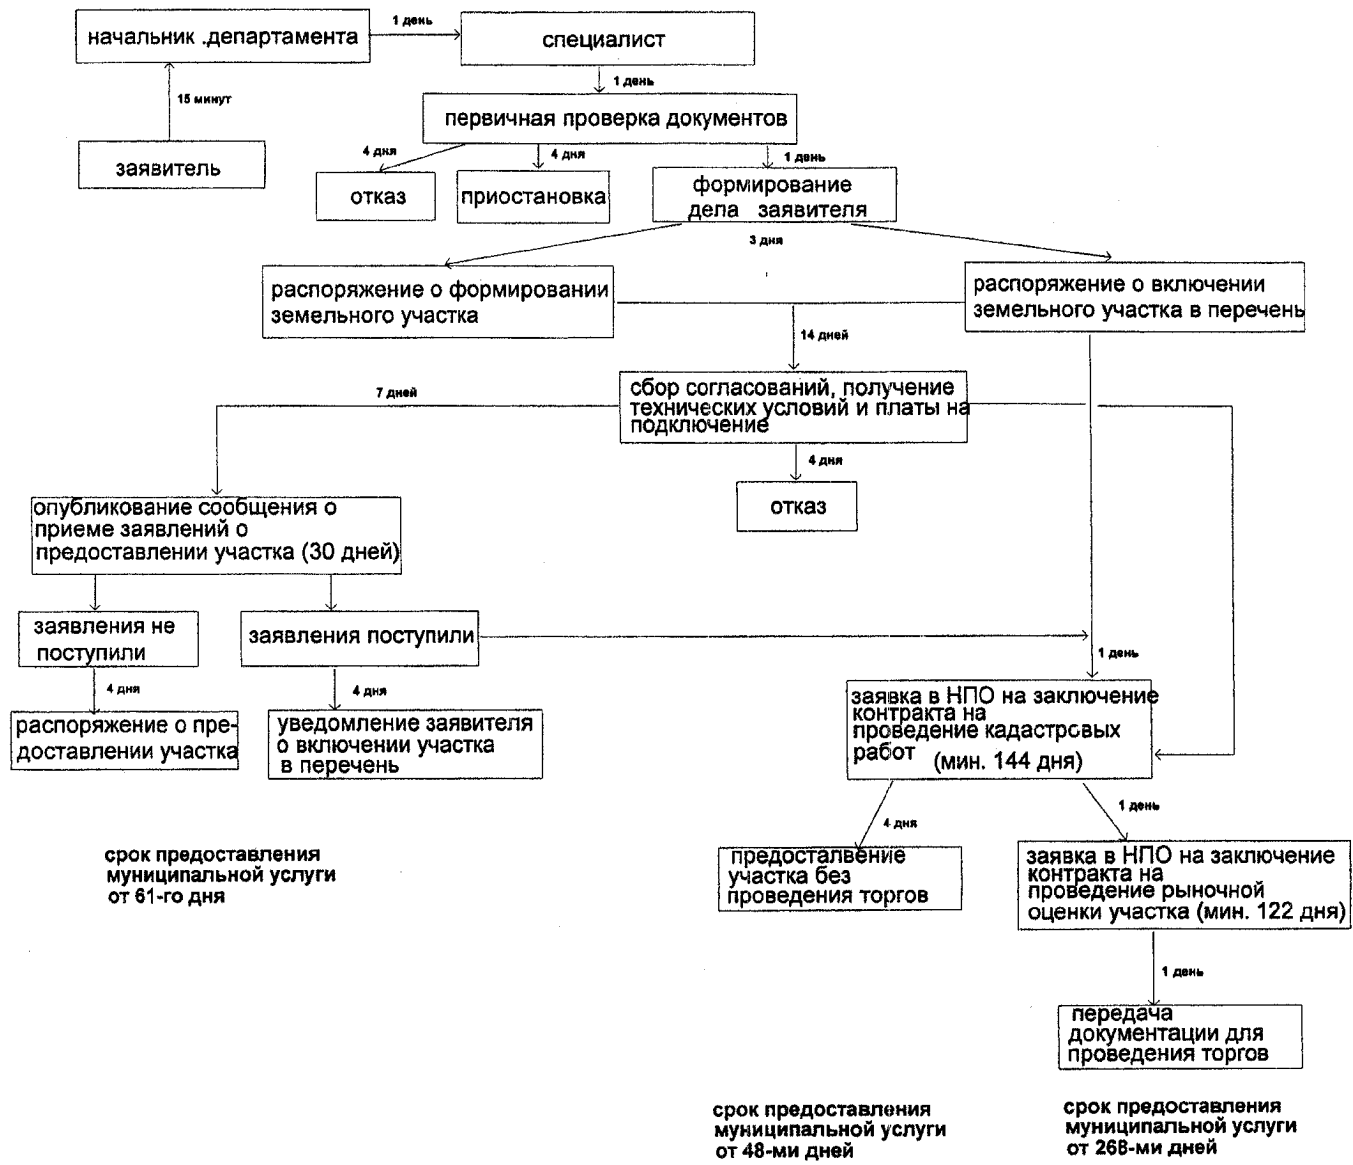 1 день
начальник .департамента
специалист
1 день
15 минут
первичная проверка документов
заявитель
4 дня
4 дня
1 день
отказ
приостановка
формирование
дела заявителя
3 дня
распоряжение о формировании
земельного участка
распоряжение о включении
земельного участка в перечень
14 дней
7 дней
сбор согласований, получение
технических условий и платы на
подключение
4 дня
отказ
опубликование сообщения о
приеме заявлений о
предоставлении участка (30 дней)
заявления не
поступили
заявления поступили
1 день
4 дня
4 дня
распоряжение о пре-
доставлении участка
уведомление заявителя
о включении участка
в перечень
заявка в НПО на заключение
контракта на
проведение кадастровых
работ (мин. 144 дня)
4 дня
1 день
срок предоставления
муниципальной услуги
от 61-го дня
предосталвение
участка без
проведения торгов
заявка в НПО на заключение
контракта на
проведение рыночной
оценки участка (мин. 122 дня)
1 день
передача
документации для
проведения торгов
срок предоставления
муниципальной услуги
от 48-ми дней
срок предоставления
муниципальной услуги
от 268-ми дней